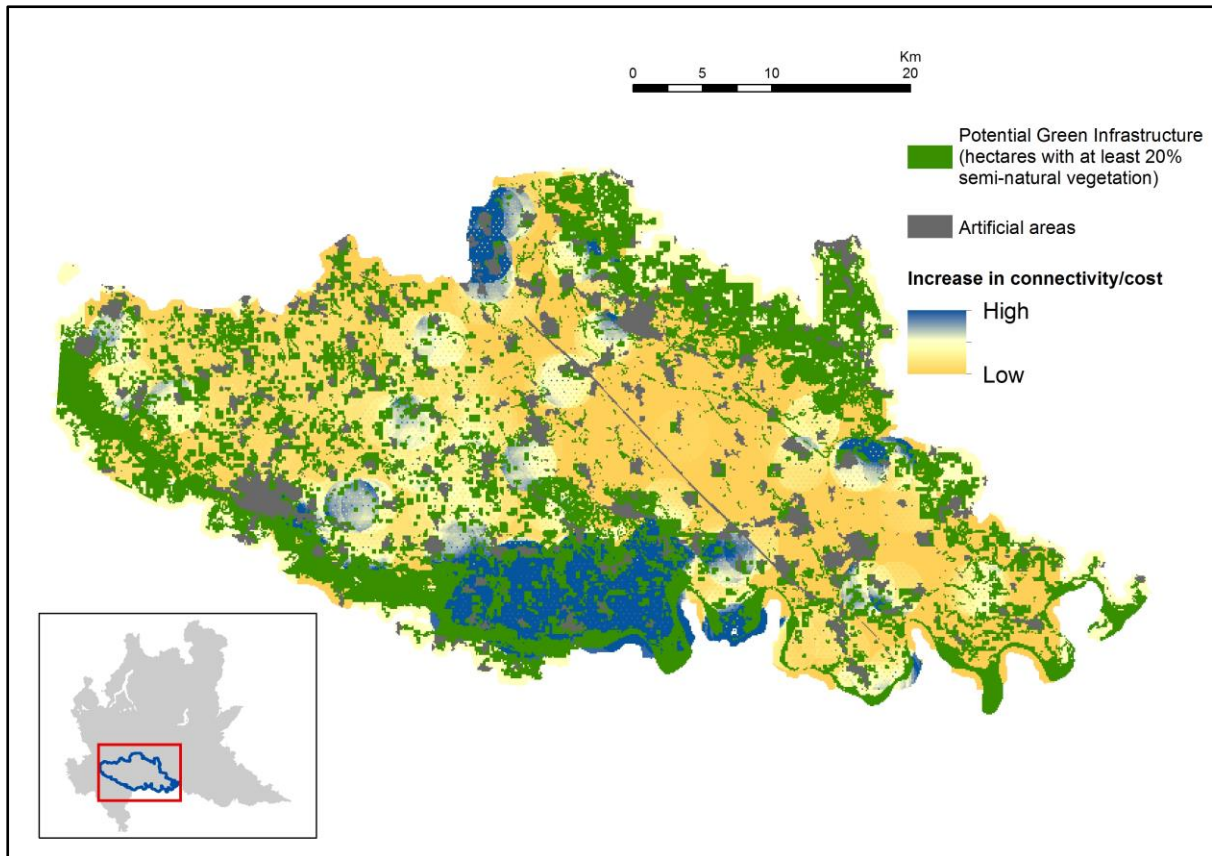 Km
0 5 10 20
Potential Green Infrastructure
(hectares with at least 20%
semi-natural vegetation)
Artificial areas
Increase in connectivity/cost
High
Low